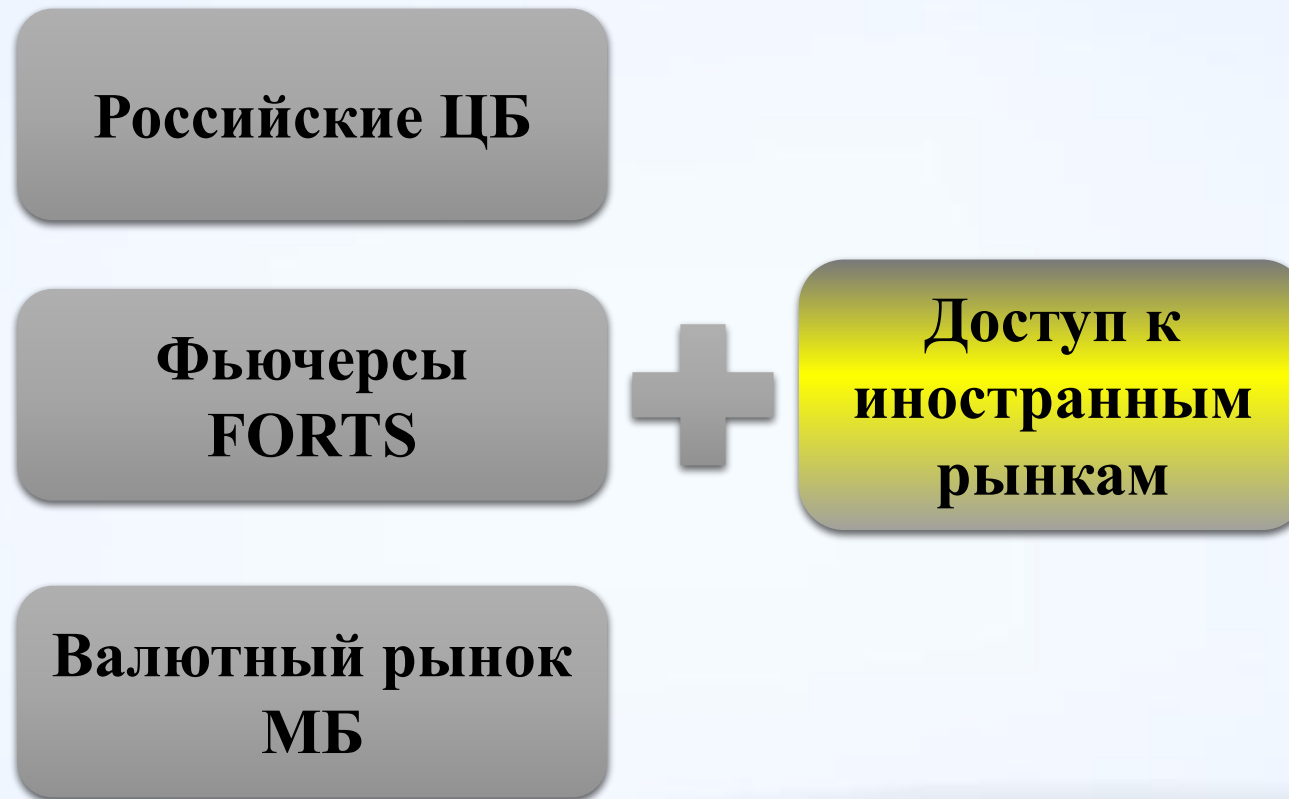 Российские ЦБ
Фьючерсы
FORTS
Валютный рынок
МБ
Доступ к
иностранным
рынкам